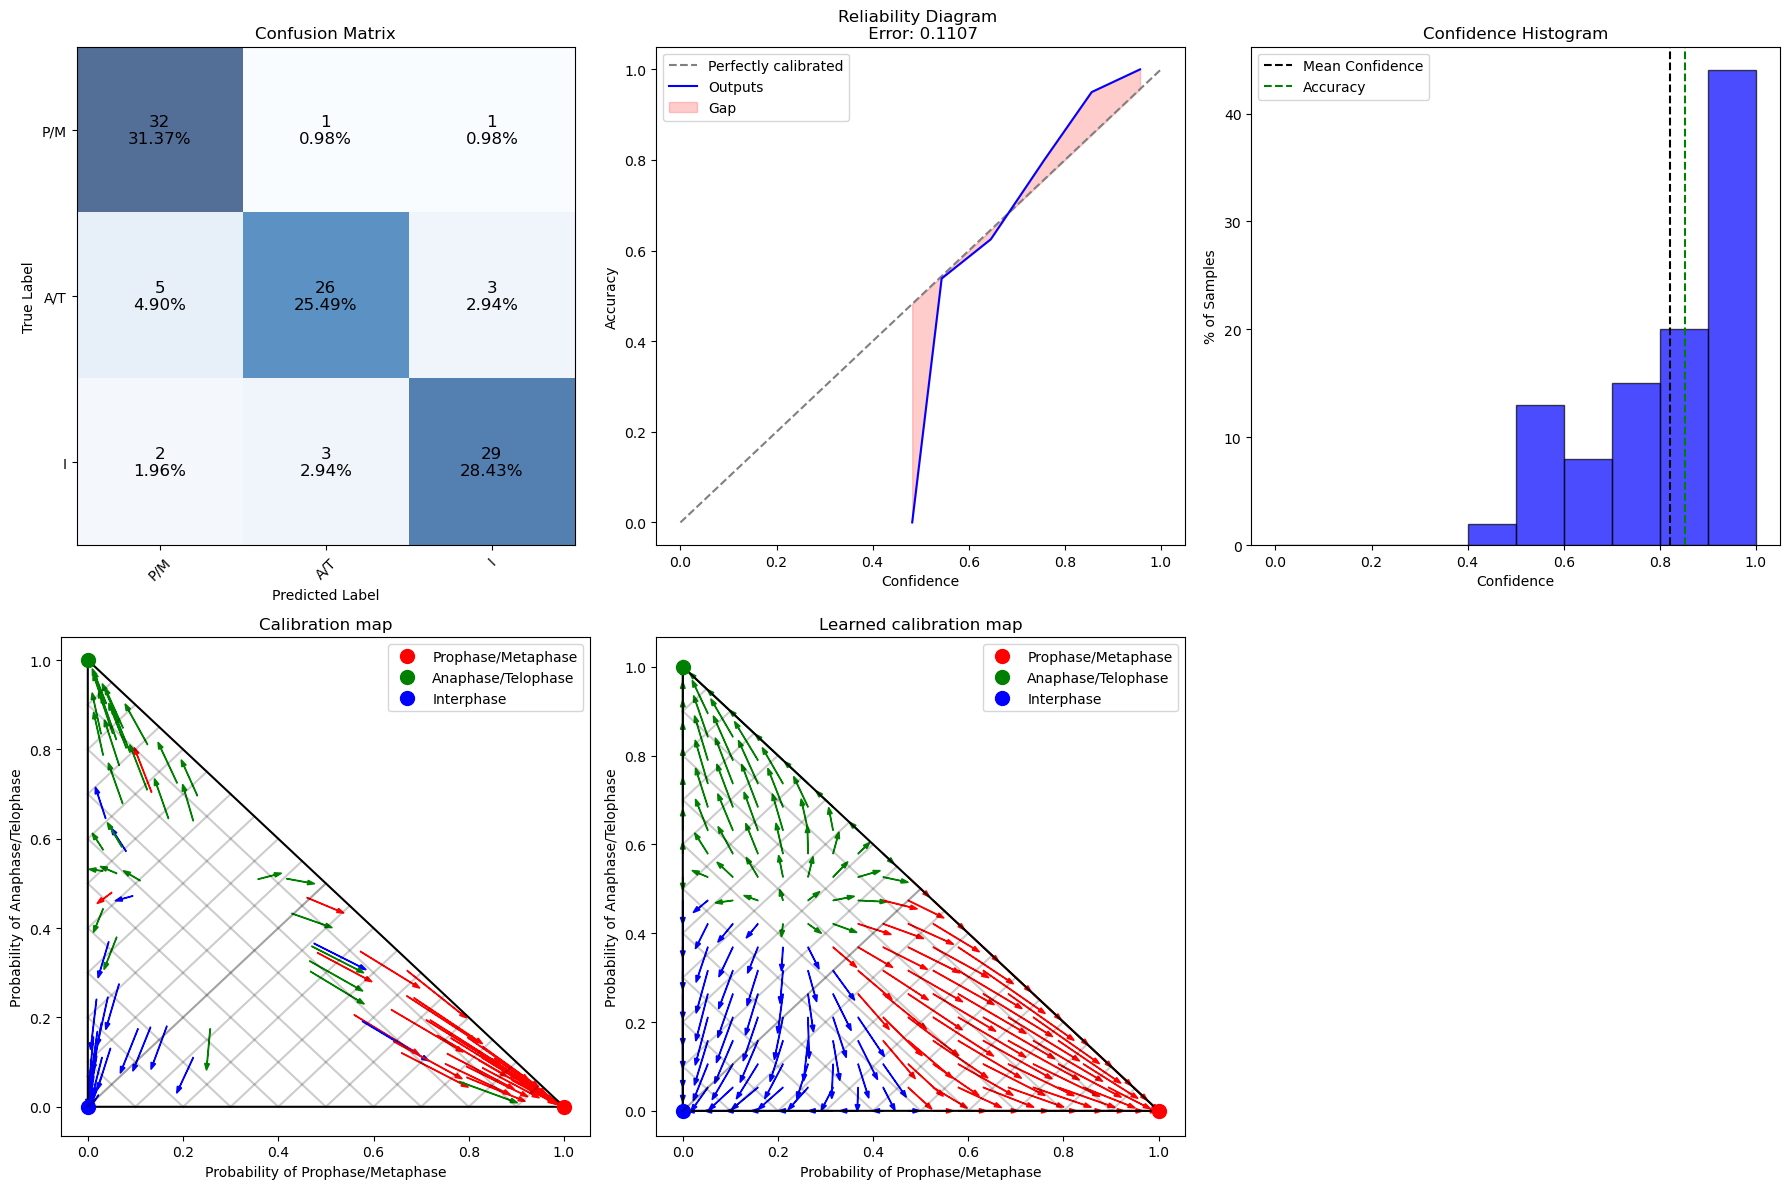 Confusion Matrix
True Label
P/M
A/T
I
32
31.37%
1
0.98%
1
0.98%
5
4.90%
26
25.49%
3
2.94%
2
1.96%
3
2.94%
29
28.43%
P/M
A/T
I
Predicted Label
Reliability Diagram
Error: 0.1107
Perfectly calibrated
Outputs
Gap
Accuracy
1.0
0.8
0.6
0.4
0.2
0.0
0.0 0.2 0.4 0.6 0.8 1.0
Confidence
Confidence Histogram
Mean Confidence
Accuracy
% of Samples
40
30
20
10
0
0.0 0.2 0.4 0.6 0.8 1.0
Confidence
Calibration map
Prophase/Metaphase
Anaphase/Telophase
Interphase
Probability of Anaphase/Telophase
1.0
0.8
0.6
0.4
0.2
0.0
0.0 0.2 0.4 0.6 0.8 1.0
Probability of Prophase/Metaphase
Learned calibration map
Prophase/Metaphase
Anaphase/Telophase
Interphase
Probability of Anaphase/Telophase
1.0
0.8
0.6
0.4
0.2
0.0
0.0 0.2 0.4 0.6 0.8 1.0
Probability of Prophase/Metaphase